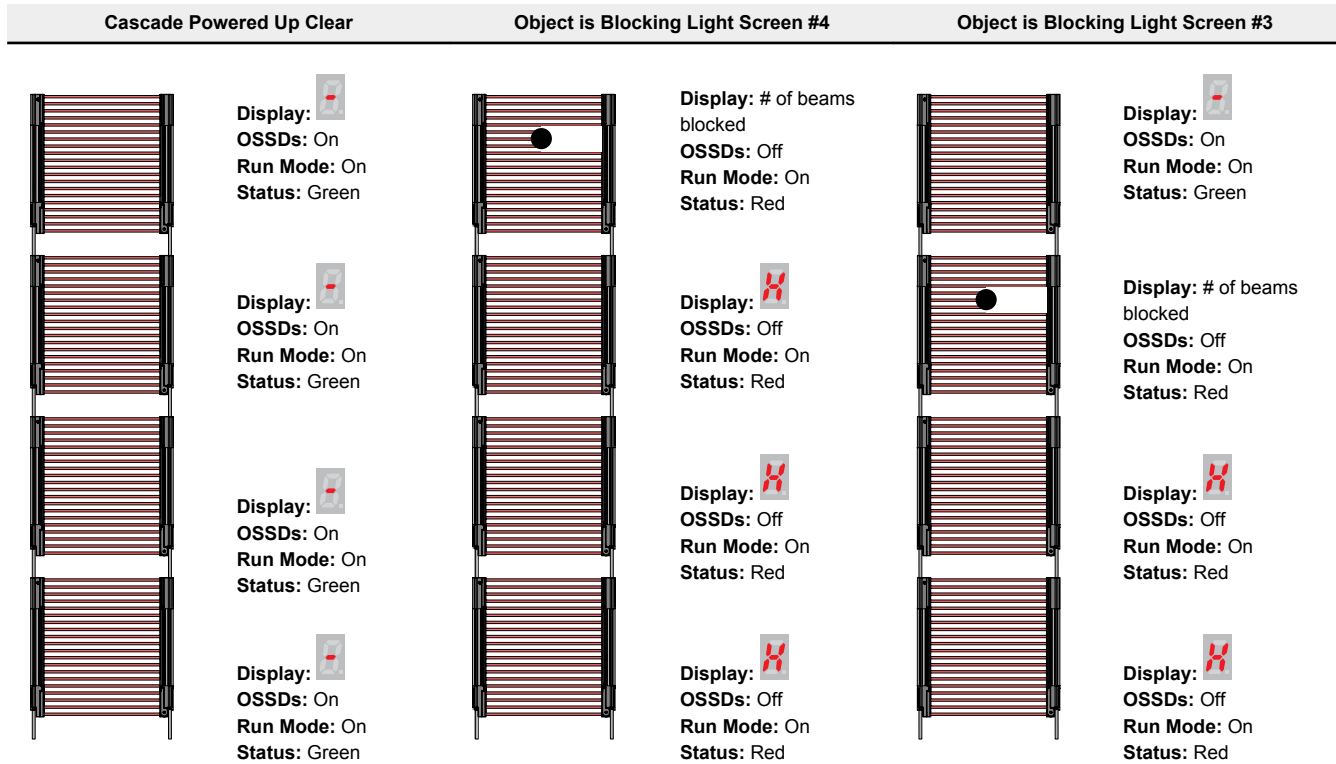 Cascade Powered Up Clear
Object is Blocking Light Screen #4
Object is Blocking Light Screen #3
Display: -
OSSDs: On
Run Mode: On
Status: Green
Display: -
OSSDs: On
Run Mode: On
Status: Green
Display: -
OSSDs: On
Run Mode: On
Status: Green
Display: -
OSSDs: On
Run Mode: On
Status: Green
Display: # of beams
blocked
OSSDs: Off
Run Mode: On
Status: Red
Display: H
OSSDs: Off
Run Mode: On
Status: Red
Display: H
OSSDs: Off
Run Mode: On
Status: Red
Display: H
OSSDs: Off
Run Mode: On
Status: Red
Display: -
OSSDs: On
Run Mode: On
Status: Green
Display: # of beams
blocked
OSSDs: Off
Run Mode: On
Status: Red
Display: H
OSSDs: Off
Run Mode: On
Status: Red
Display: H
OSSDs: Off
Run Mode: On
Status: Red